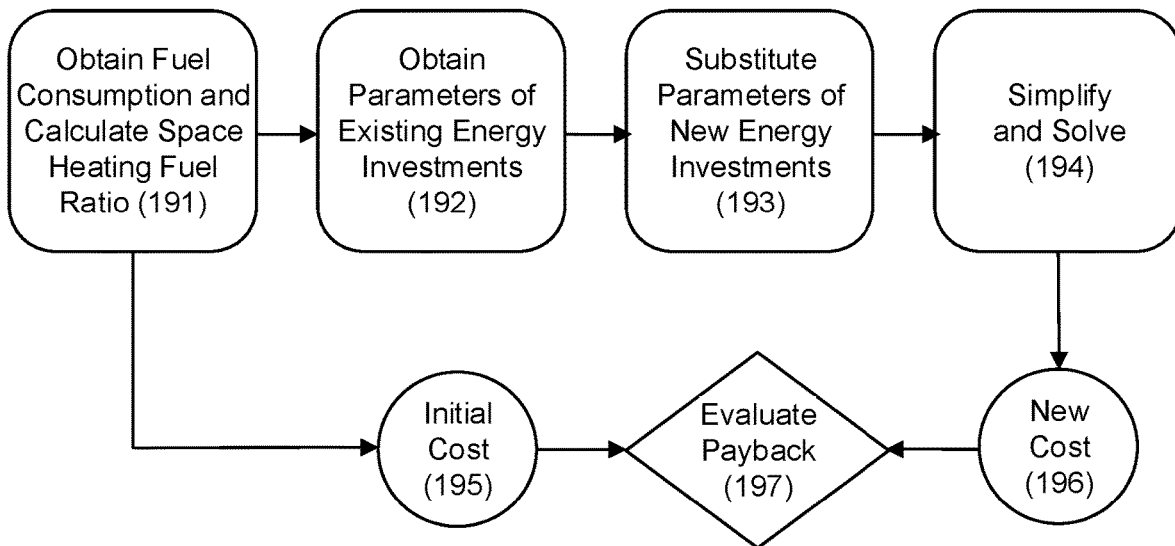 Obtain Fuel
Consumption and
Calculate Space
Heating Fuel
Ratio (191)
Obtain
Parameters of
Existing Energy
Investments
(192)
Substitute
Parameters of
New Energy
Investments
(193)
Simplify
and Solve
(194)
Initial
Cost
(195)
Evaluate
Payback
(197)
New
Cost
(196)